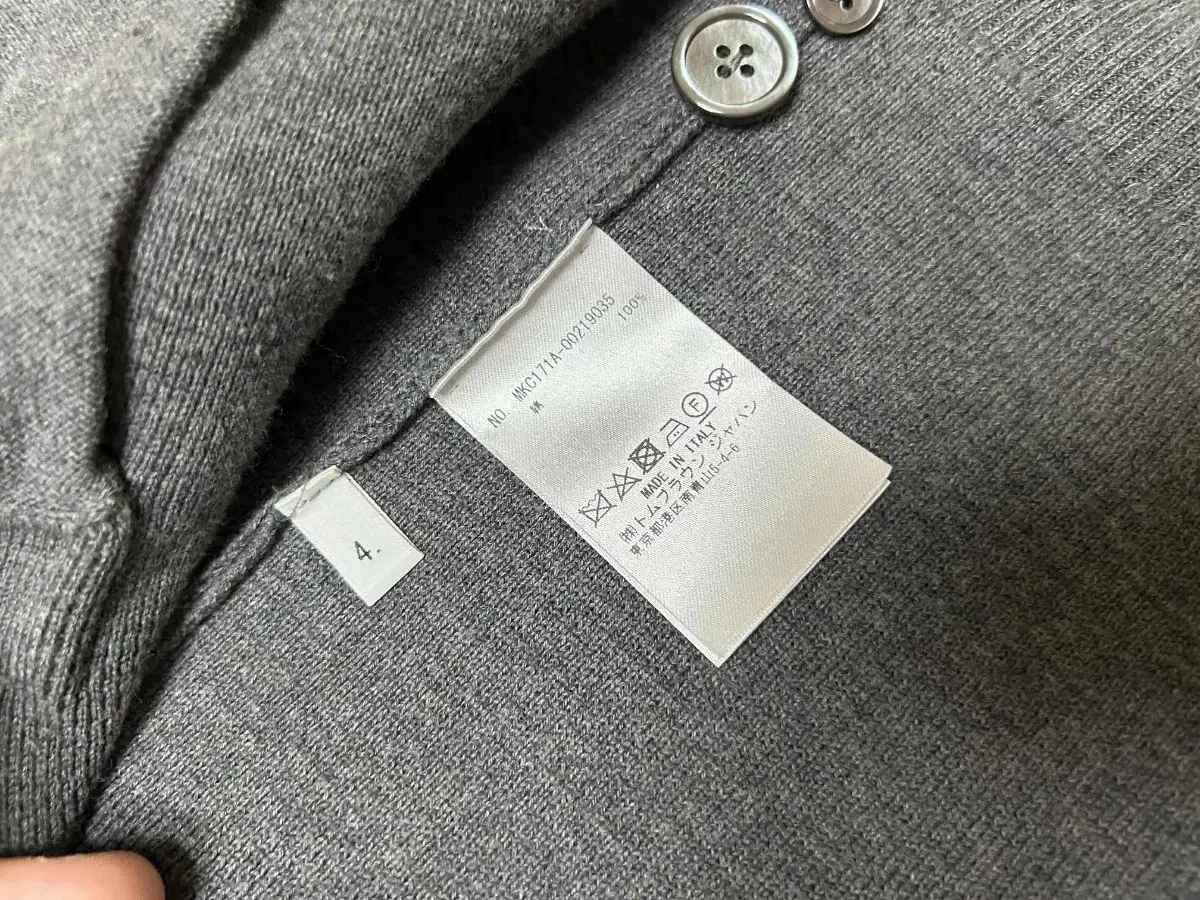 NO. MKC171A-00219035
綿 100%
F
MADE IN ITALY
(株)トムブラウン ジャパン
東京都港区南青山5-4-6
4.